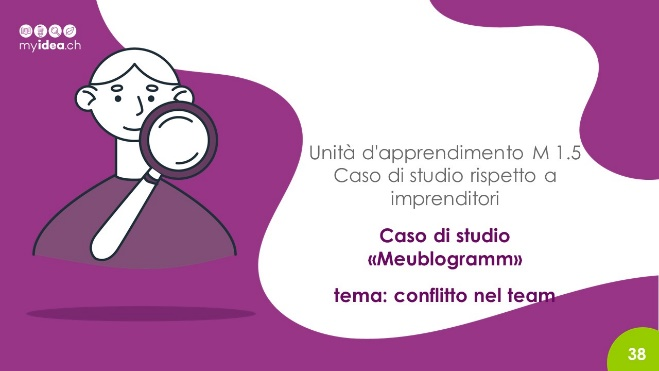 myidea.ch
Unità d'apprendimento M 1.5
Caso di studio rispetto a
imprenditori
Caso di studio
«Meublogramm»
tema: conflitto nel team
38